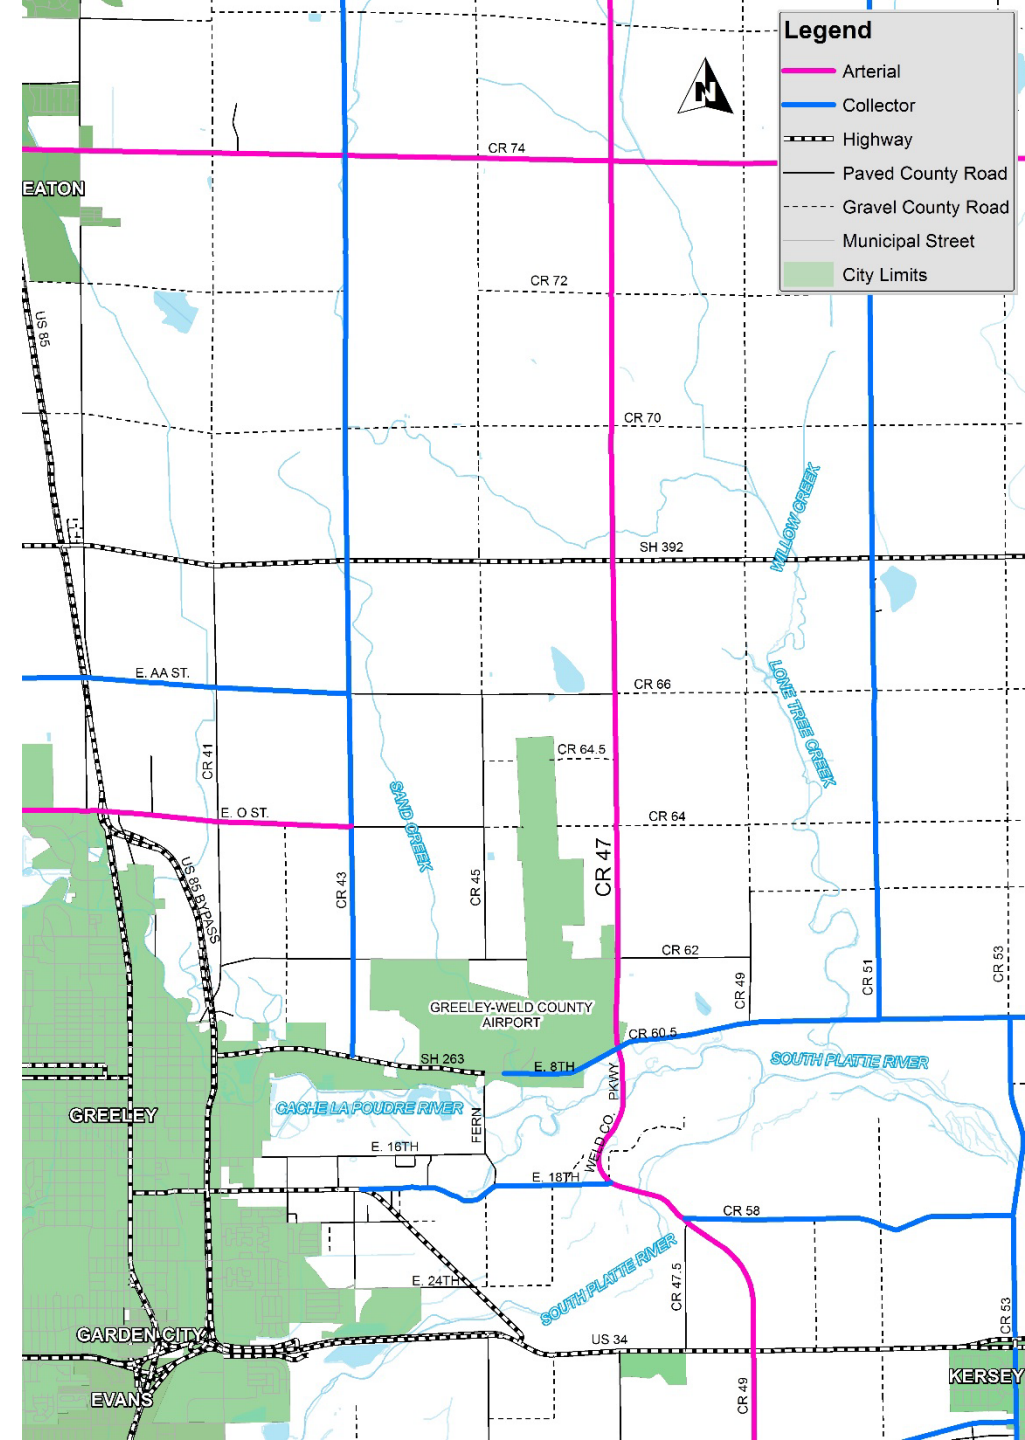 Legend
Arterial
Collector
Highway
Paved County Road
Gravel County Road
Municipal Street
City Limits
N
CR 74
EATON
CR 72
US 85
CR 70
WILLOW CREEK
SH 392
E. AA ST.
CR 66
LONE TREE CREEK
CR 41
CR 64.5
SAND CREEK
E. O ST.
CR 64
CR 47
US 85 BYPASS
CR 43
CR 45
CR 62
CR 49
CR 51
CR 53
GREELEY-WELD COUNTY
AIRPORT
CR 60.5
SH 263
E. 8TH
SOUTH PLATTE RIVER
WELD CO. PKWY
CACHE LA POUDRE RIVER
GREELEY
FERN
E. 16TH
E. 18TH
CR 58
SOUTH PLATTE RIVER
E. 24TH
CR 47.5
CR 53
GARDEN CITY
US 34
KERSEY
EVANS
CR 49